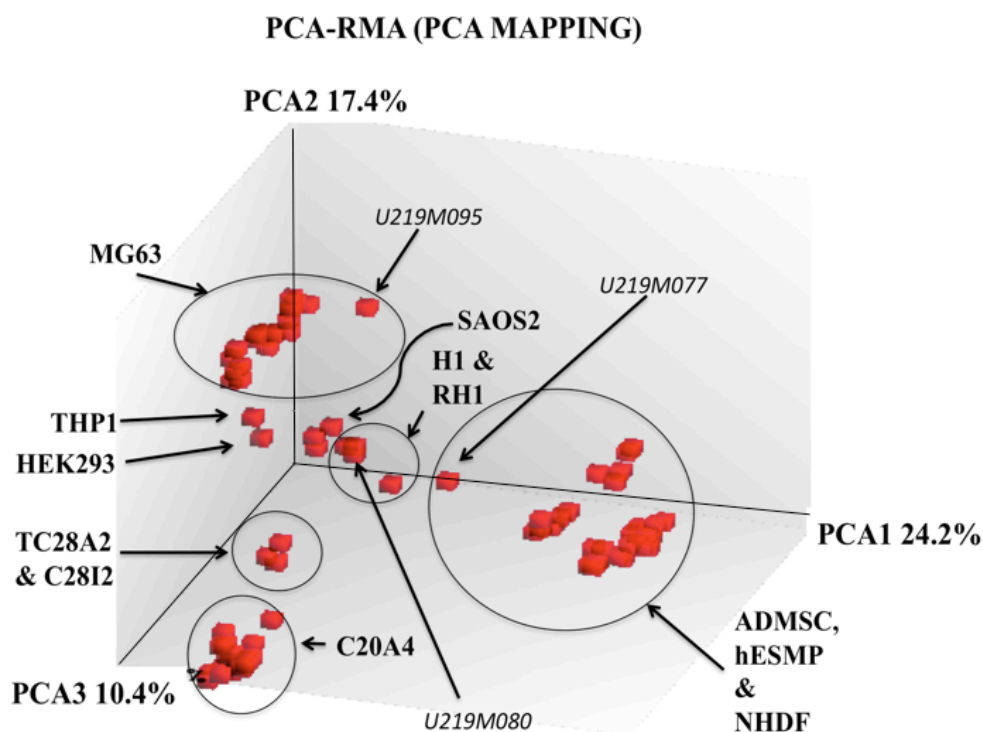 PCA-RMA (PCA MAPPING)
PCA2 17.4%
U219M095
MG63
U219M077
SAOS2
H1 &
RH1
THP1
HEK293
TC28A2
& C28I2
PCA1 24.2%
C20A4
ADMSC,
hESMP
&
NHDF
PCA3 10.4%
U219M080